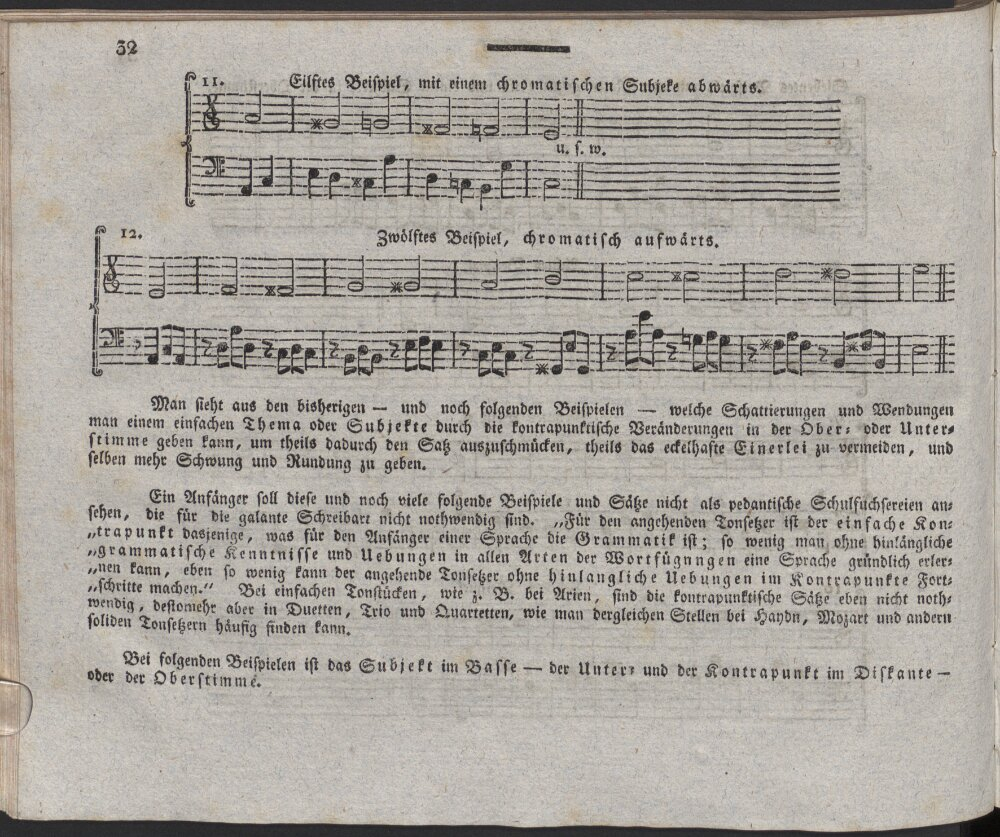 32
11. Eilftes Beispiel, mit einem chromatischen Subjekte abwärts.
u. s. w.
12. Zwölftes Beispiel, chromatisch aufwärts.
Man sieht aus den bisherigen — und noch folgenden Beispielen — welche Schattierungen und Wendungen
man einem einfachen Thema oder Subjekte durch die kontrapunktische Veränderungen in der Ober- oder Unter-
stimme geben kann, um theils dadurch den Satz auszuschmücken, theils das eckelhafte Einerlei zu vermeiden, und
selben mehr Schwung und Rundung zu geben.
Ein Anfänger soll diese und noch viele folgende Beispiele und Sätze nicht als pedantische Schulfuchsereien an-
sehen, die für die galante Schreibart nicht nothwendig sind. „Für den angehenden Tonsetzer ist der einfache Kon-
„trapunkt dasjenige, was für den Anfänger einer Sprache die Grammatik ist; so wenig man ohne hinlängliche
„grammatische Kenntnisse und Uebungen in allen Arten der Wortfügnngen eine Sprache gründlich erler-
„nen kann, eben so wenig kann der angehende Tonsetzer ohne hinlangliche Uebungen im Kontrapunkte Fort-
„schritte machen.“ Bei einfachen Tonstücken, wie z. B. bei Arien, sind die kontrapunktische Sätze eben nicht noth-
wendig, destomehr aber in Duetten, Trio und Quartetten, wie man dergleichen Stellen bei Haydn, Mozart und andern
soliden Tonsetzern häufig finden kann.
Bei folgenden Beispielen ist das Subjekt im Basse — der Unter- und der Kontrapunkt im Diskante —
oder der Oberstimme.